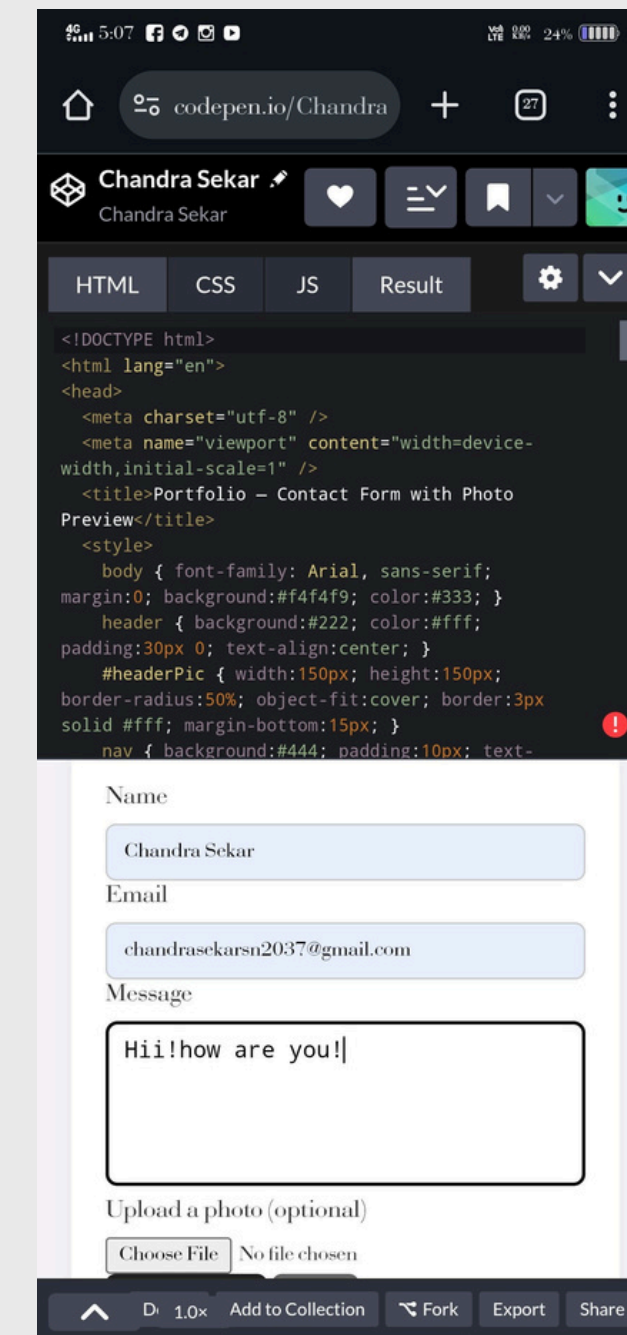 4G 5:07
VoI LTE 0.00 K/s 24%
codepen.io/Chandra
27
Chandra Sekar
Chandra Sekar
HTML CSS JS Result
<!DOCTYPE html>
<html lang="en">
<head>
<meta charset="utf-8" />
<meta name="viewport" content="width=device-
width,initial-scale=1" />
<title>Portfolio – Contact Form with Photo
Preview</title>
<style>
body { font-family: Arial, sans-serif;
margin:0; background:#f4f4f9; color:#333; }
header { background:#222; color:#fff;
padding:30px 0; text-align:center; }
#headerPic { width:150px; height:150px;
border-radius:50%; object-fit:cover; border:3px
solid #fff; margin-bottom:15px; }
nav { background:#444; padding:10px; text-
Name
Chandra Sekar
Email
chandrasekarsn2037@gmail.com
Message
Hii!how are you!
Upload a photo (optional)
Choose File No file chosen
1.0× Add to Collection Fork Export Share